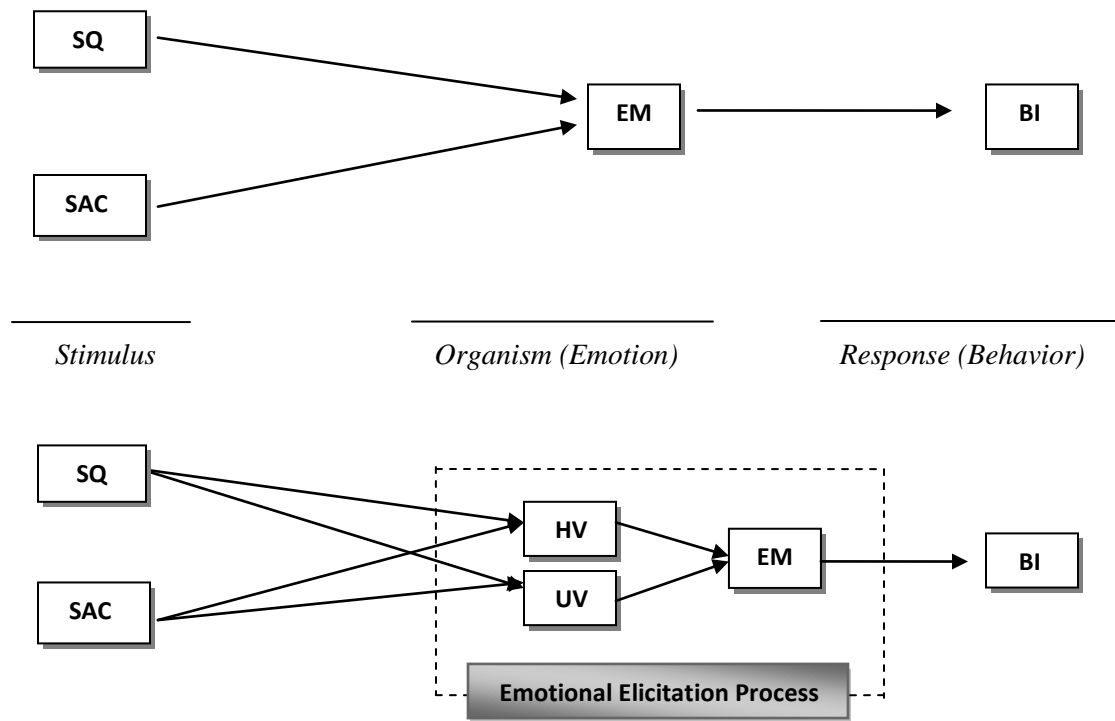 SQ
EM
BI
SAC
Stimulus
Organism (Emotion)
Response (Behavior)
SQ
HV
EM
BI
UV
SAC
Emotional Elicitation Process